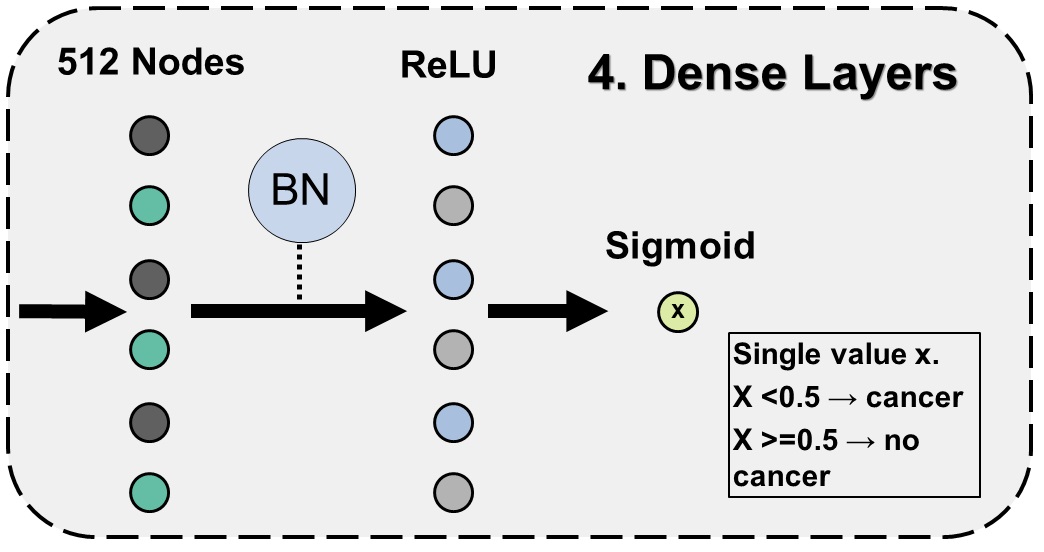 512 Nodes
ReLU
4. Dense Layers
BN
Sigmoid
x
Single value x.
X <0.5 → cancer
X >=0.5 → no
cancer